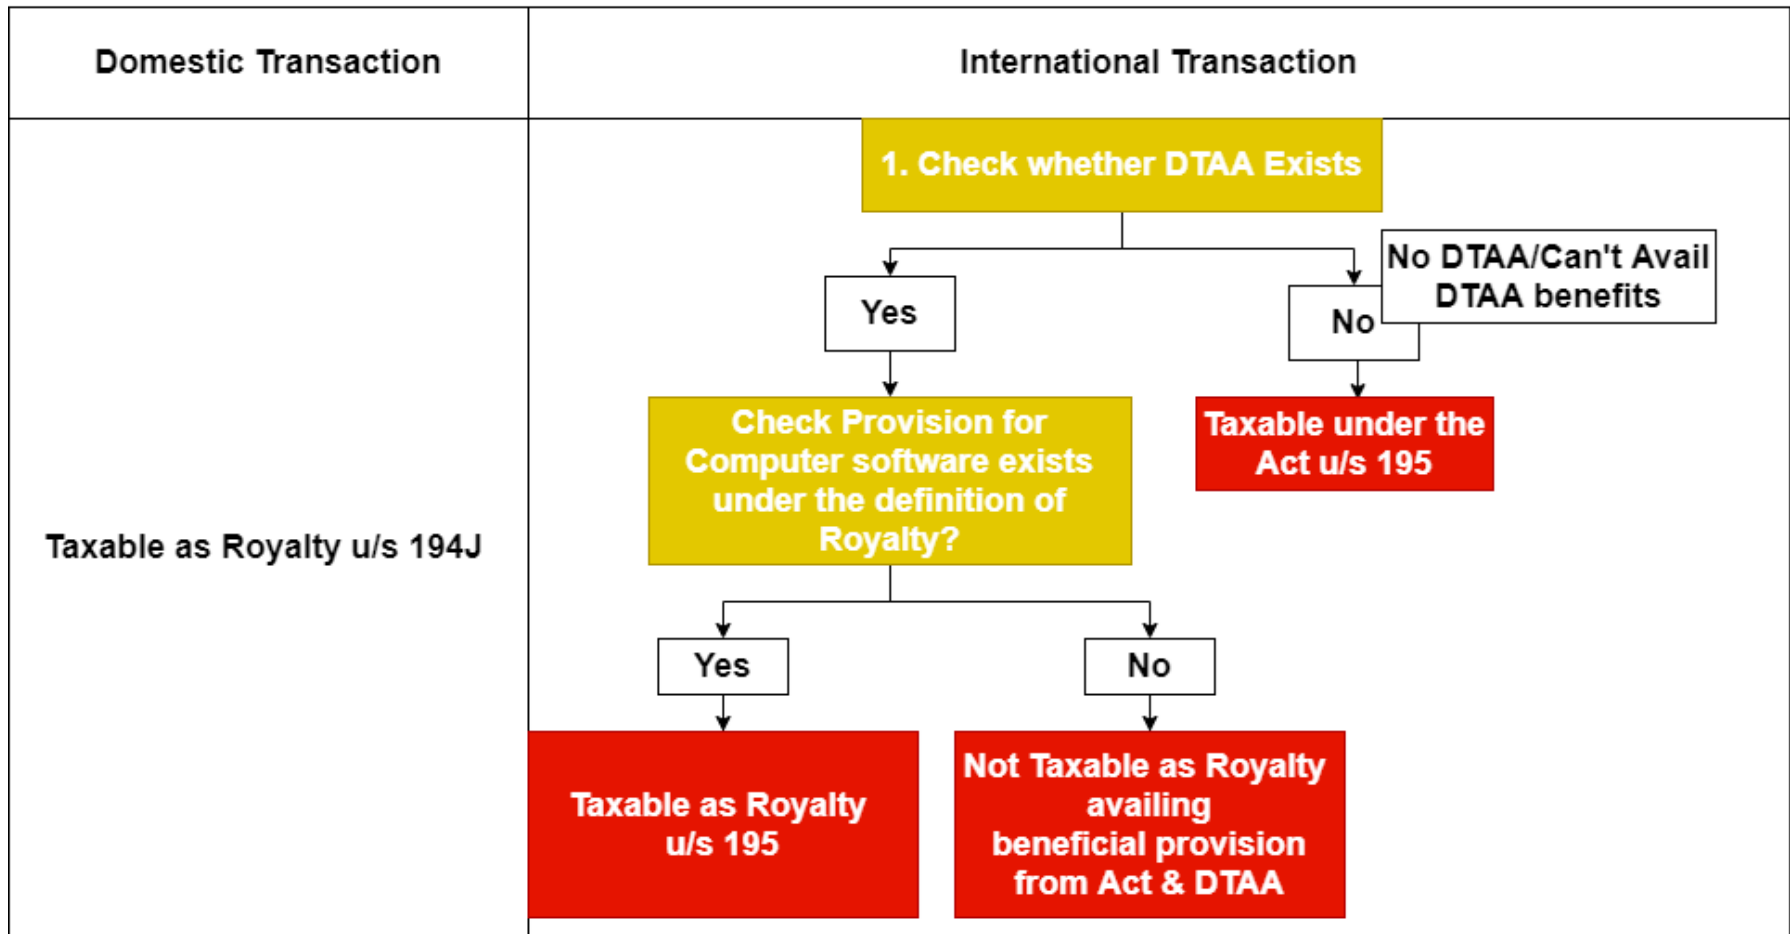 Domestic Transaction
International Transaction
1. Check whether DTAA Exists
No DTAA/Can't Avail
DTAA benefits
Yes
No
Check Provision for
Computer software exists
under the definition of
Royalty?
Taxable under the
Act u/s 195
Taxable as Royalty u/s 194J
Yes
No
Taxable as Royalty
u/s 195
Not Taxable as Royalty
availing
beneficial provision
from Act & DTAA